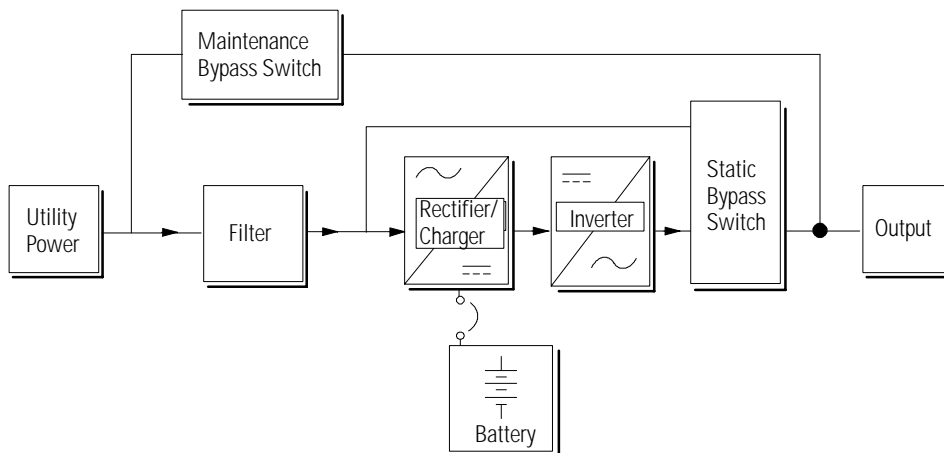 Maintenance
Bypass Switch
Utility
Power
Filter
Rectifier/
Charger
Inverter
Static
Bypass
Switch
Output
Battery